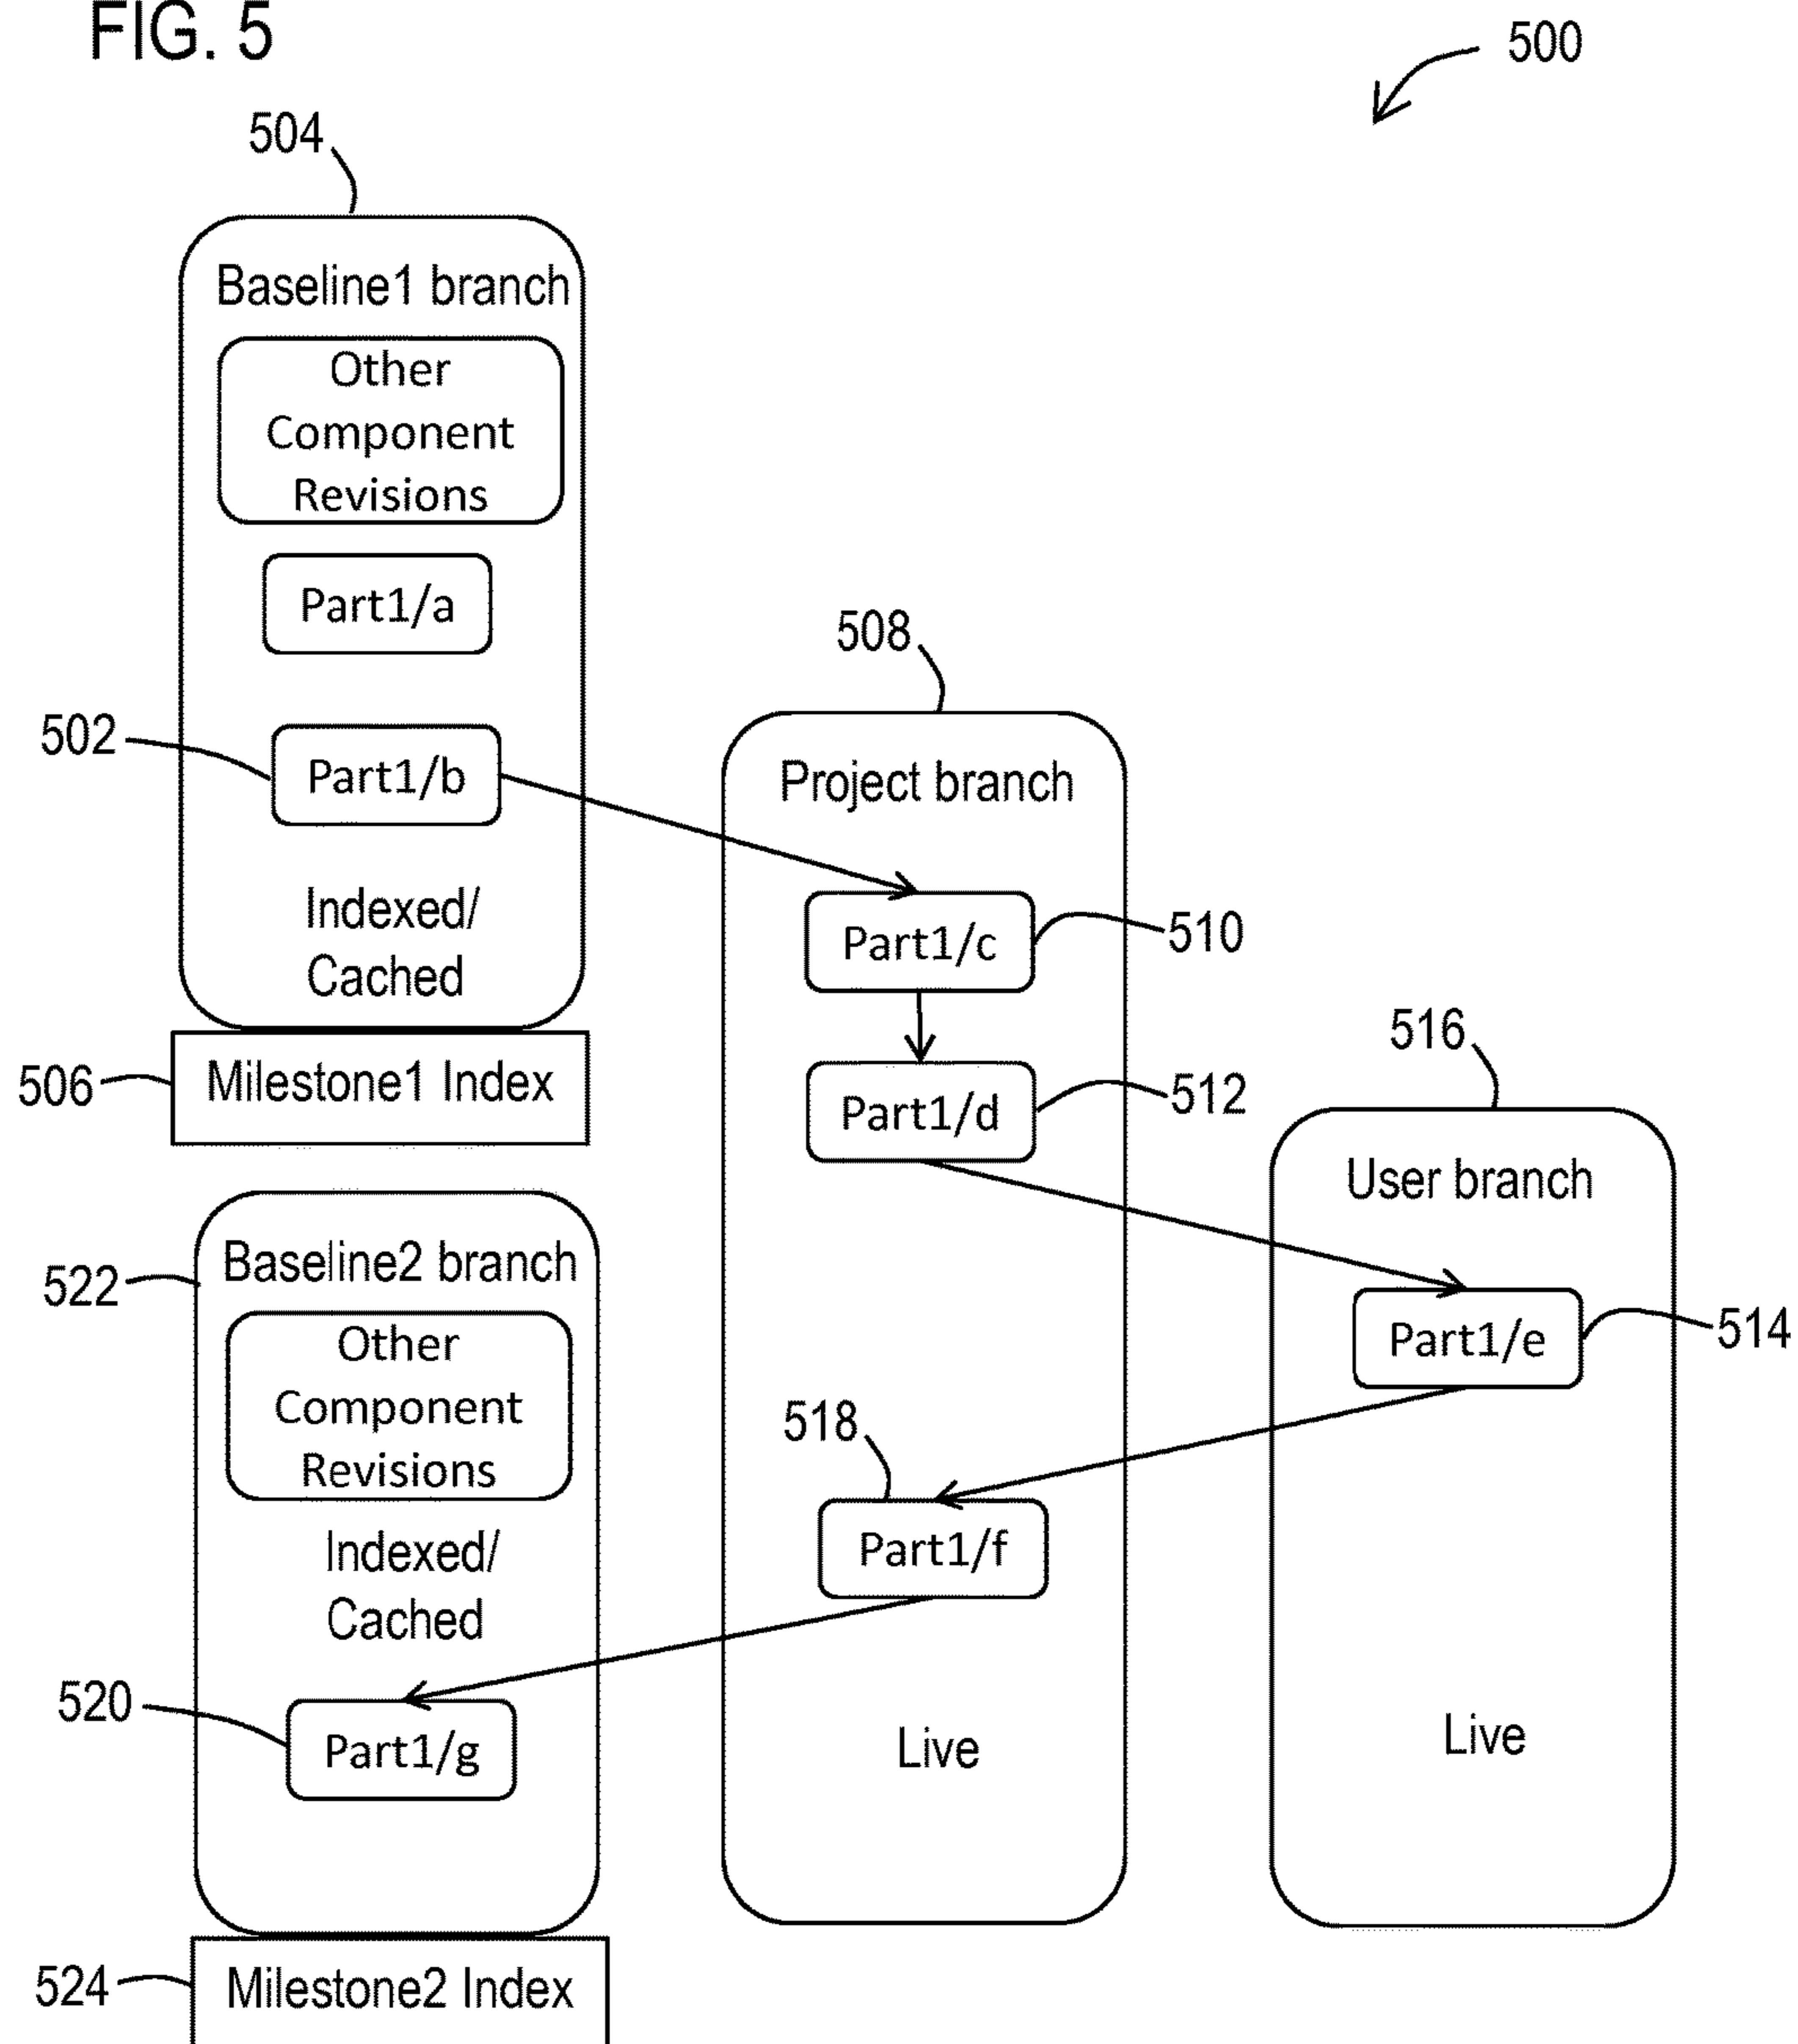 FIG. 5
500
504
Baseline1 branch
Other
Component
Revisions
Part1/a
502
Part1/b
Indexed/
Cached
506
Milestone1 Index
508
Project branch
Part1/c
510
Part1/d
512
516
User branch
Part1/e
514
522
Baseline2 branch
Other
Component
Revisions
Indexed/
Cached
518
Part1/f
520
Part1/g
Live
Live
524
Milestone2 Index